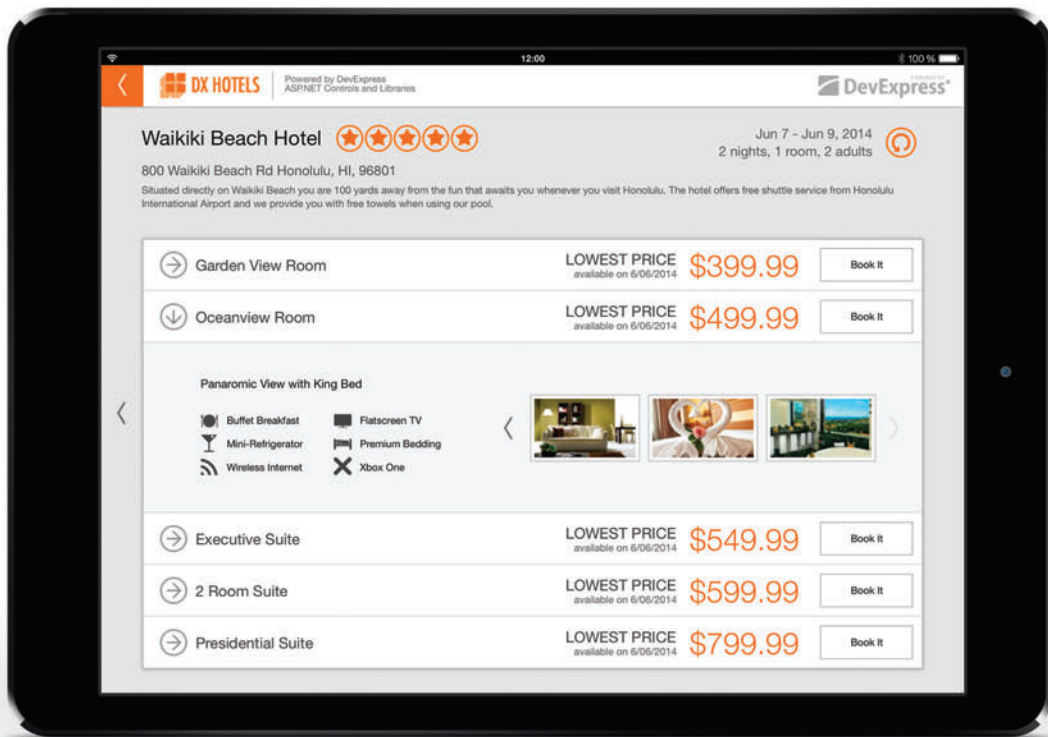 12:00
100 %
DX HOTELS
Powered by DevExpress
ASP.NET Controls and Libraries
DevExpress
Waikiki Beach Hotel
Jun 7 - Jun 9, 2014
2 nights, 1 room, 2 adults
800 Waikiki Beach Rd Honolulu, HI, 96801
Situated directly on Waikiki Beach you are 100 yards away from the fun that awaits you whenever you visit Honolulu. The hotel offers free shuttle service from Honolulu
International Airport and we provide you with free towels when using our pool.
Garden View Room
LOWEST PRICE
available on 6/06/2014
$399.99
Book It
Oceanview Room
LOWEST PRICE
available on 6/06/2014
$499.99
Book It
Panaromic View with King Bed
Buffet Breakfast
Flatscreen TV
Mini-Refrigerator
Premium Bedding
Wireless Internet
Xbox One
Executive Suite
LOWEST PRICE
available on 6/06/2014
$549.99
Book It
2 Room Suite
LOWEST PRICE
available on 6/06/2014
$599.99
Book It
Presidential Suite
LOWEST PRICE
available on 6/06/2014
$799.99
Book It